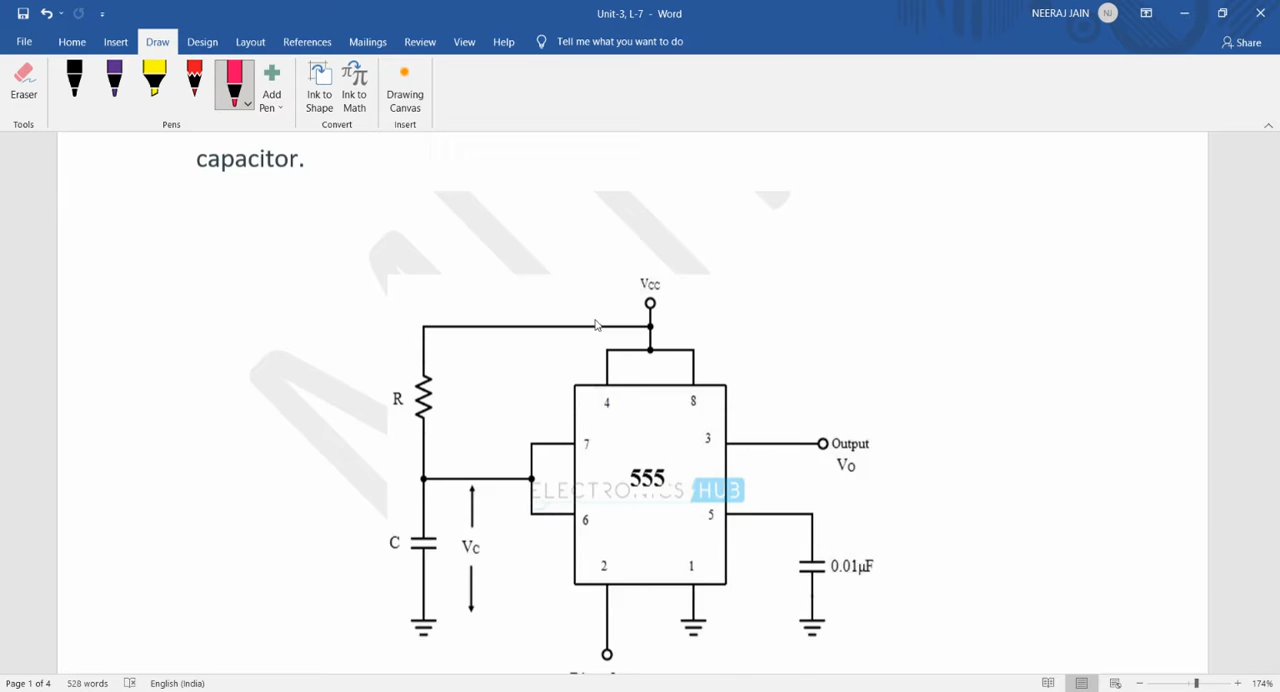 Unit-3, L-7 - Word
NEERAJ JAIN
NJ
File
Home
Insert
Draw
Design
Layout
References
Mailings
Review
View
Help
Tell me what you want to do
Share
Eraser
Add
Pen
Ink to
Shape
Ink to
Math
Drawing
Canvas
Tools
Pens
Convert
Insert
capacitor.
Vcc
R
4
8
7
3
Output
Vo
555
ELECTRONICS HUB
6
5
C
Vc
2
1
0.01µF
Page 1 of 4
528 words
English (India)
174%